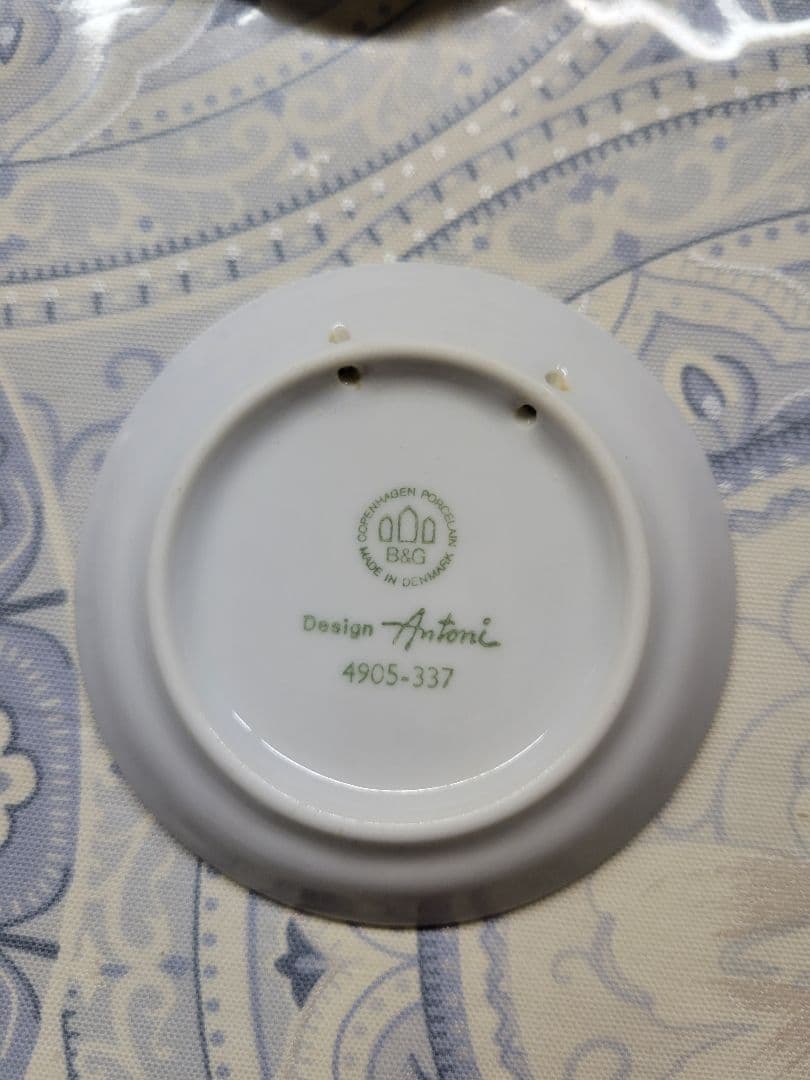 COPENHAGEN PORCELAIN
B&G
MADE IN DENMARK
Design Antoni
4905-337